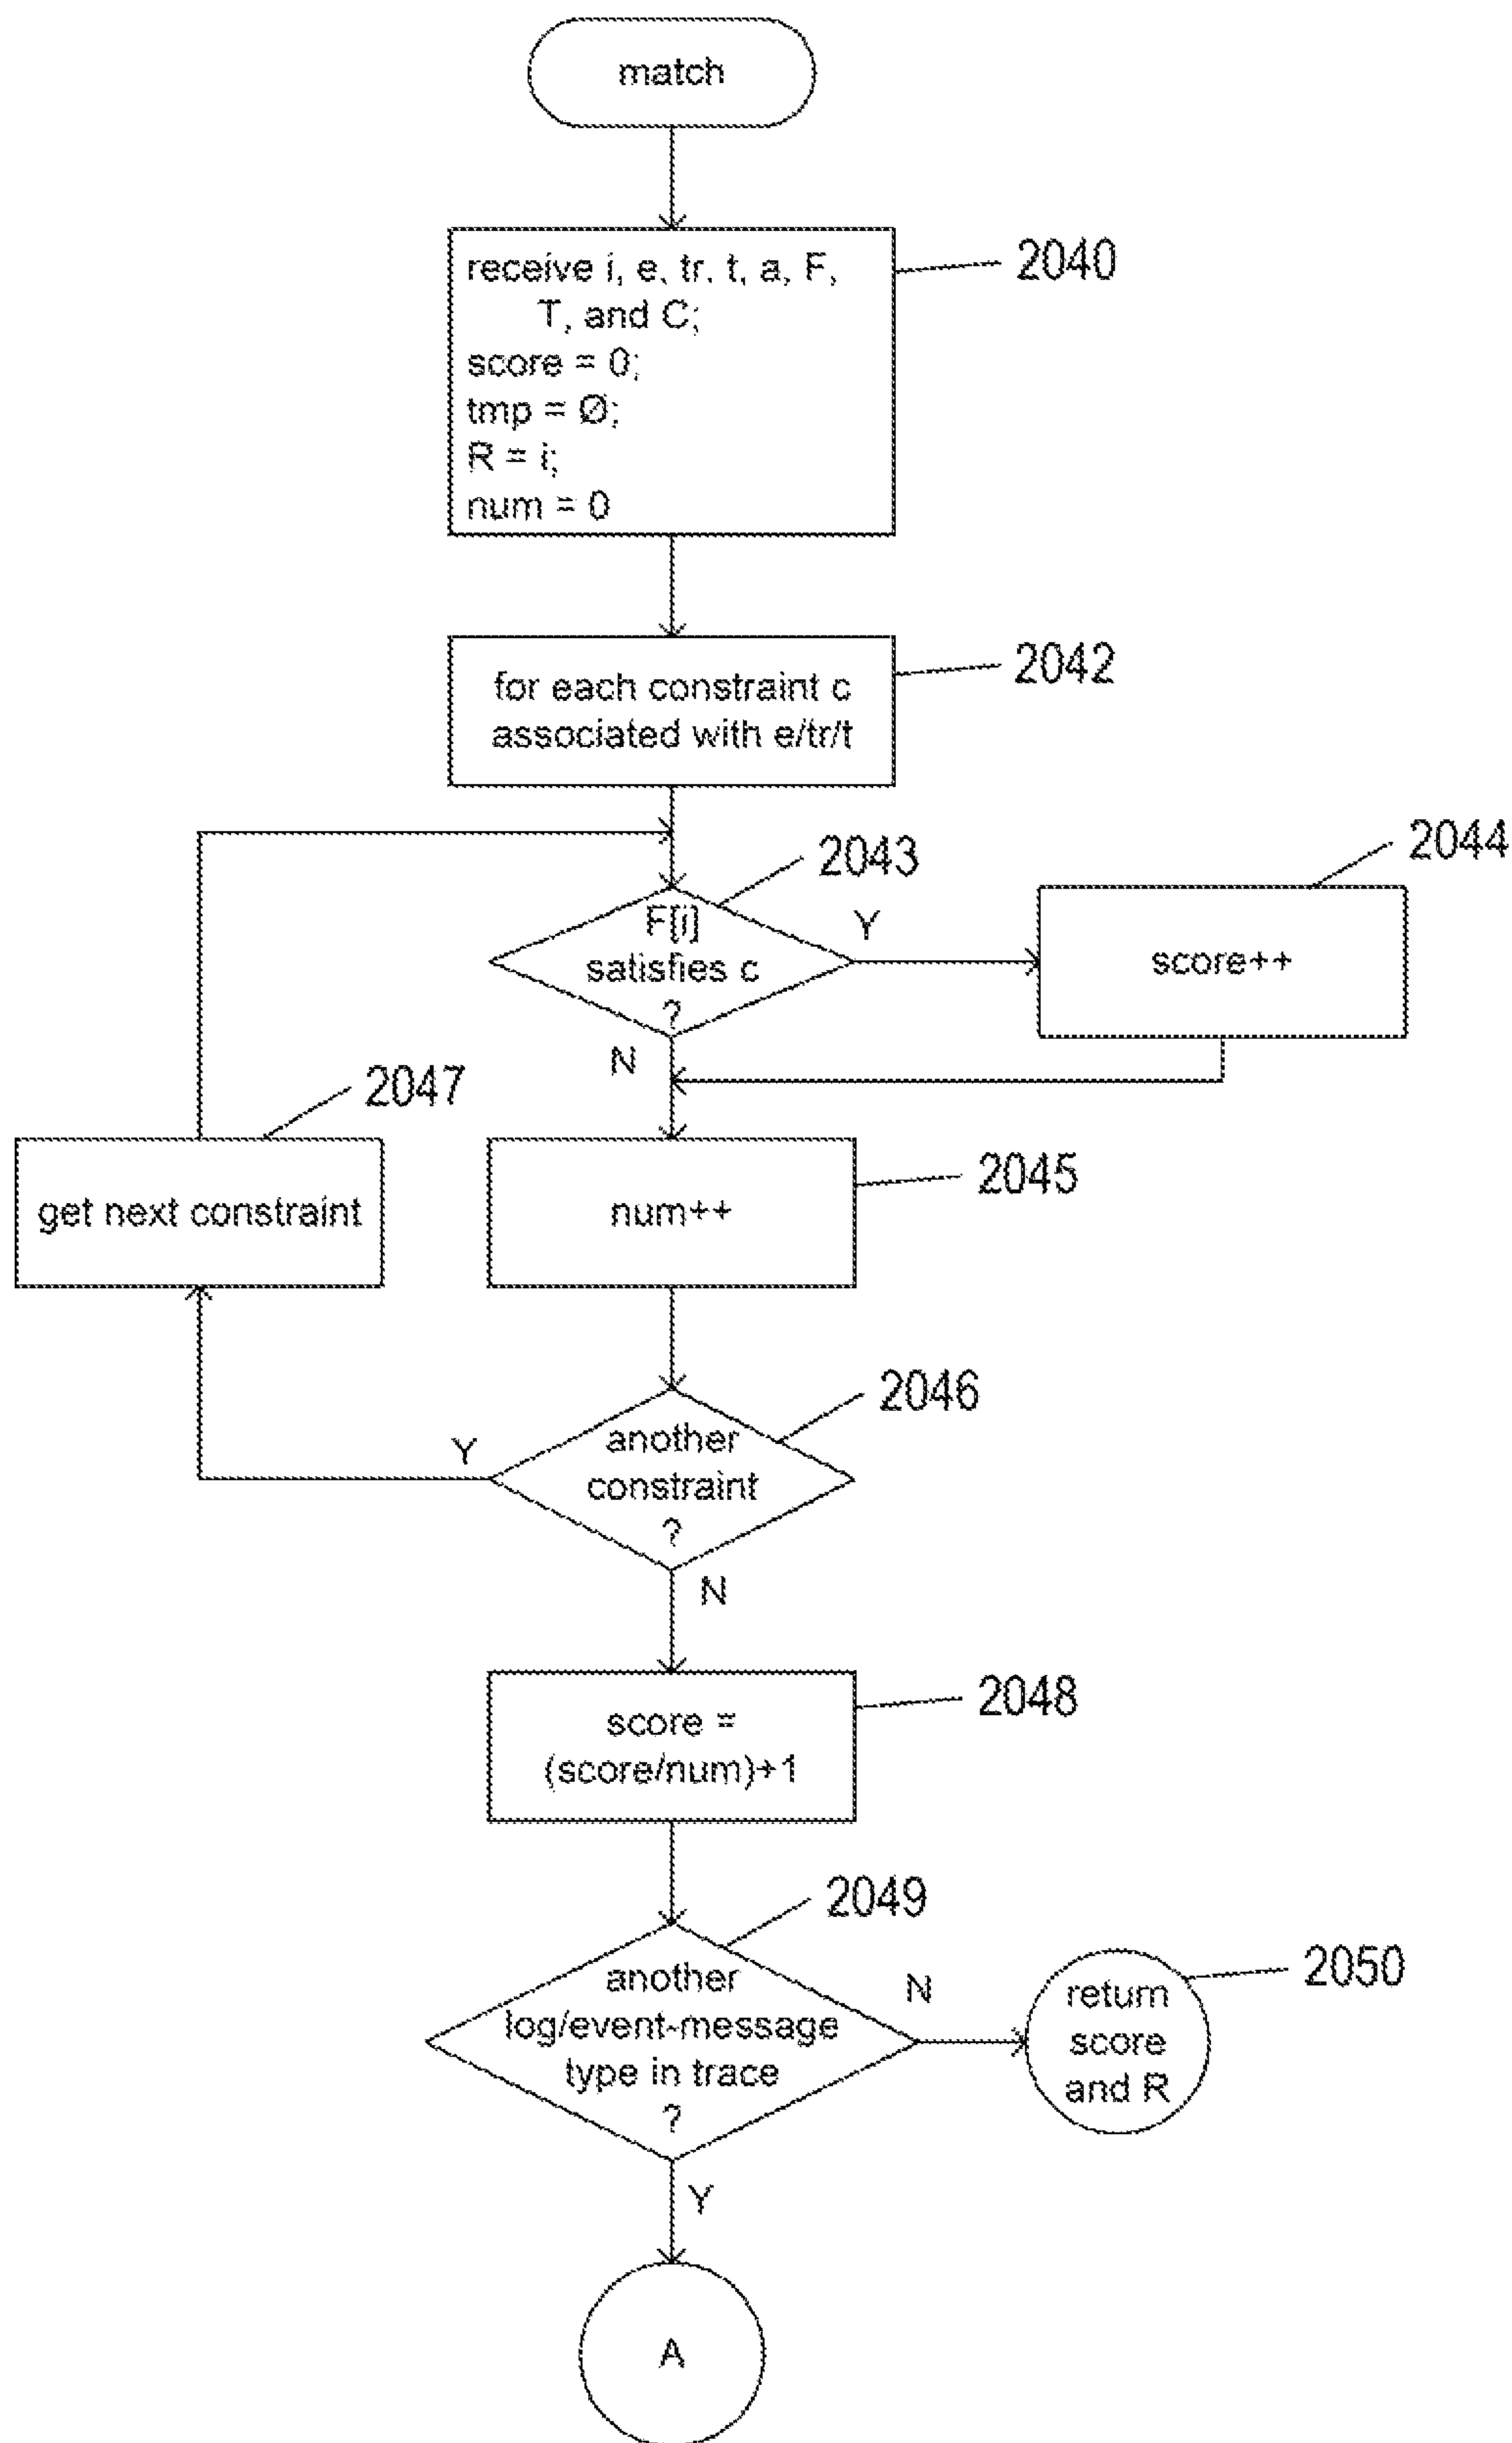 match
receive i, e, tr, t, a, F,
T, and C;
score = 0;
tmp = Ø;
R = i;
num = 0
2040
for each constraint c
associated with e/tr/t
2042
2043
F[i]
satisfies c
?
Y
N
2044
score++
2047
get next constraint
2045
num++
2046
another
constraint
?
Y
N
2048
score =
(score/num)+1
2049
another
log/event-message
type in trace
?
N
Y
2050
return
score
and R
A